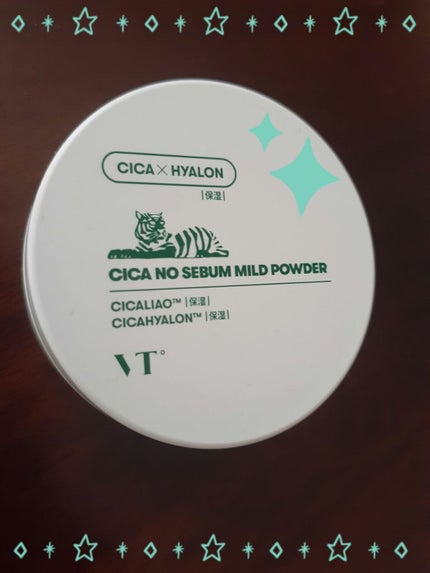 CICA×HYALON
|保湿|
CICA NO SEBUM MILD POWDER
CICALIAO™ |保湿|
CICAHYALON™ |保湿|
VT°